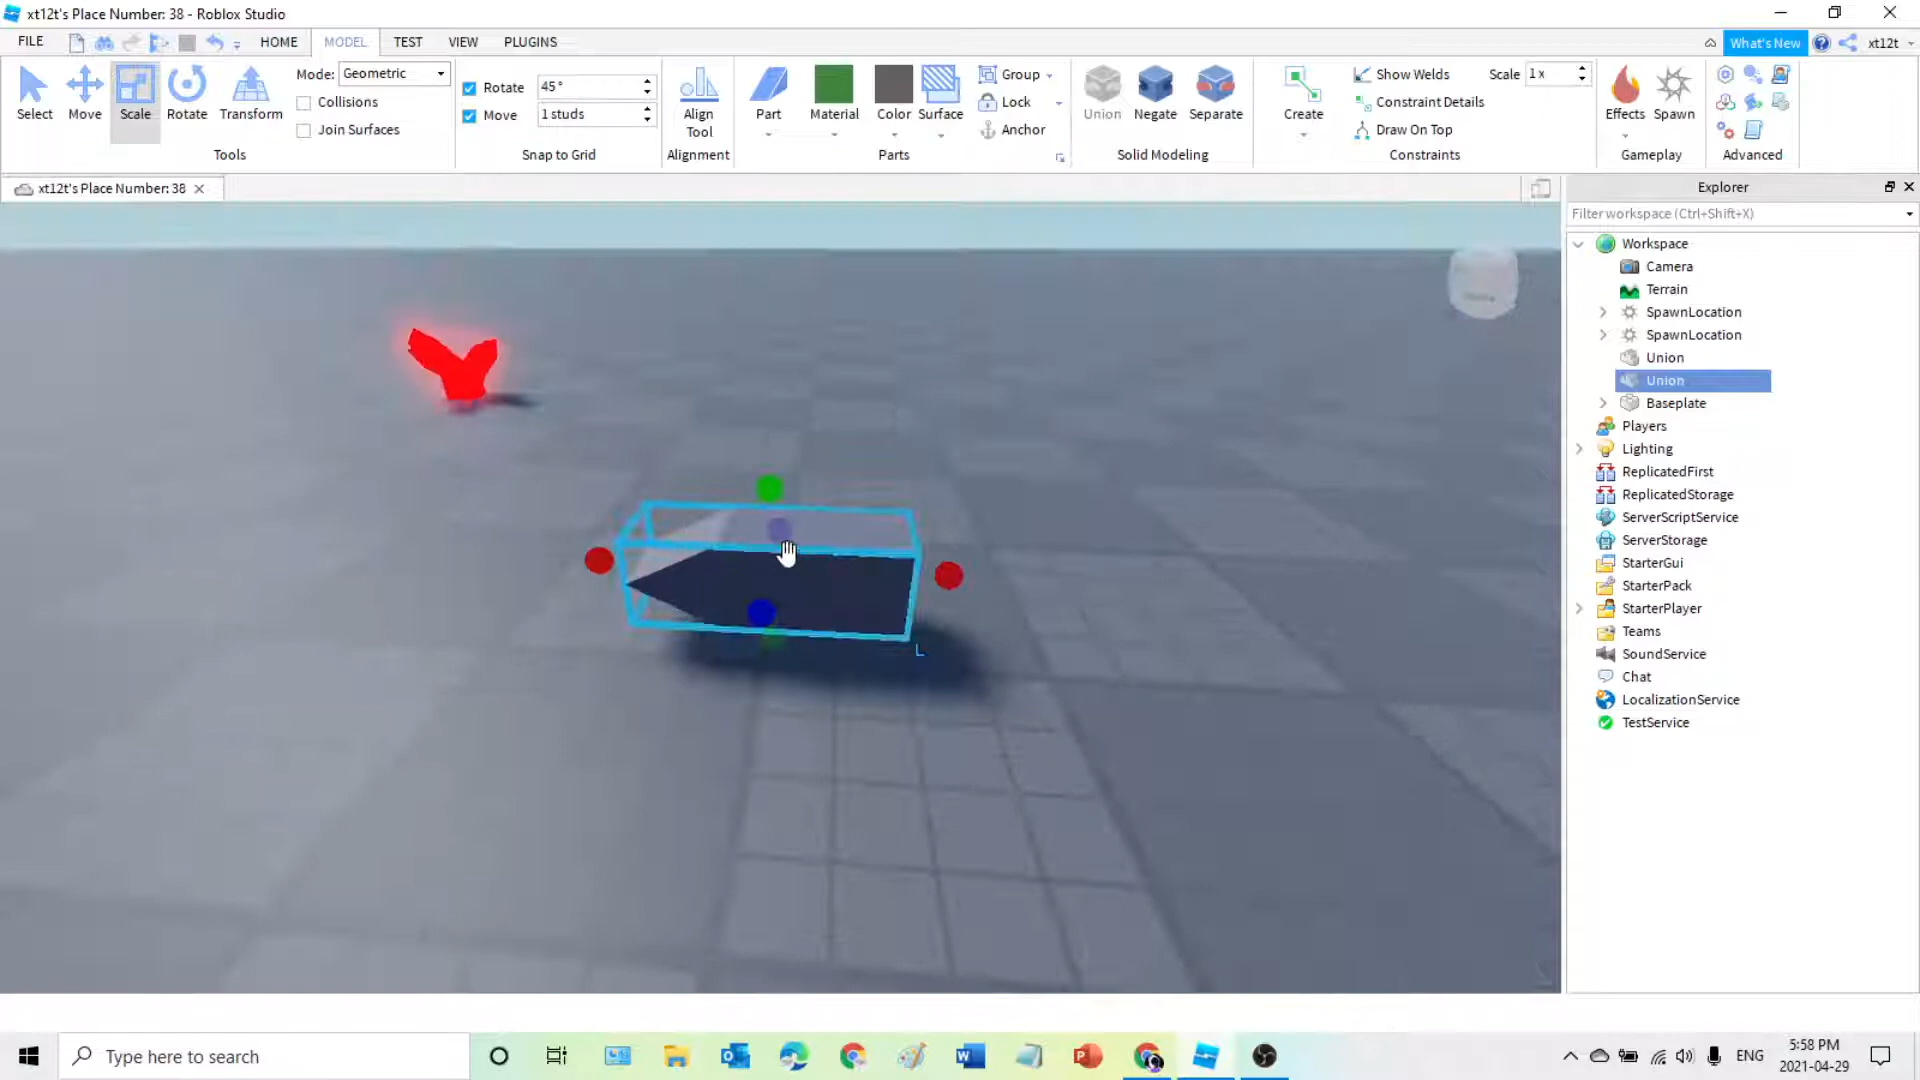 xt12t's Place Number: 38 - Roblox Studio
FILE HOME MODEL TEST VIEW PLUGINS What's New xt12t
Select Move Scale Rotate Transform
Mode: Geometric
Collisions
Join Surfaces
Tools
Rotate 45°
Move 1 studs
Snap to Grid
Align
Tool
Alignment
Part Material Color Surface
Group
Lock
Anchor
Parts
Union Negate Separate
Solid Modeling
Create
Show Welds Scale 1x
Constraint Details
Draw On Top
Constraints
Effects Spawn
Gameplay
Advanced
xt12t's Place Number: 38
Explorer
Filter workspace (Ctrl+Shift+X)
Workspace
Camera
Terrain
SpawnLocation
SpawnLocation
Union
Union
Baseplate
Players
Lighting
ReplicatedFirst
ReplicatedStorage
ServerScriptService
ServerStorage
StarterGui
StarterPack
StarterPlayer
Teams
SoundService
Chat
LocalizationService
TestService
L
Type here to search
ENG
5:58 PM
2021-04-29